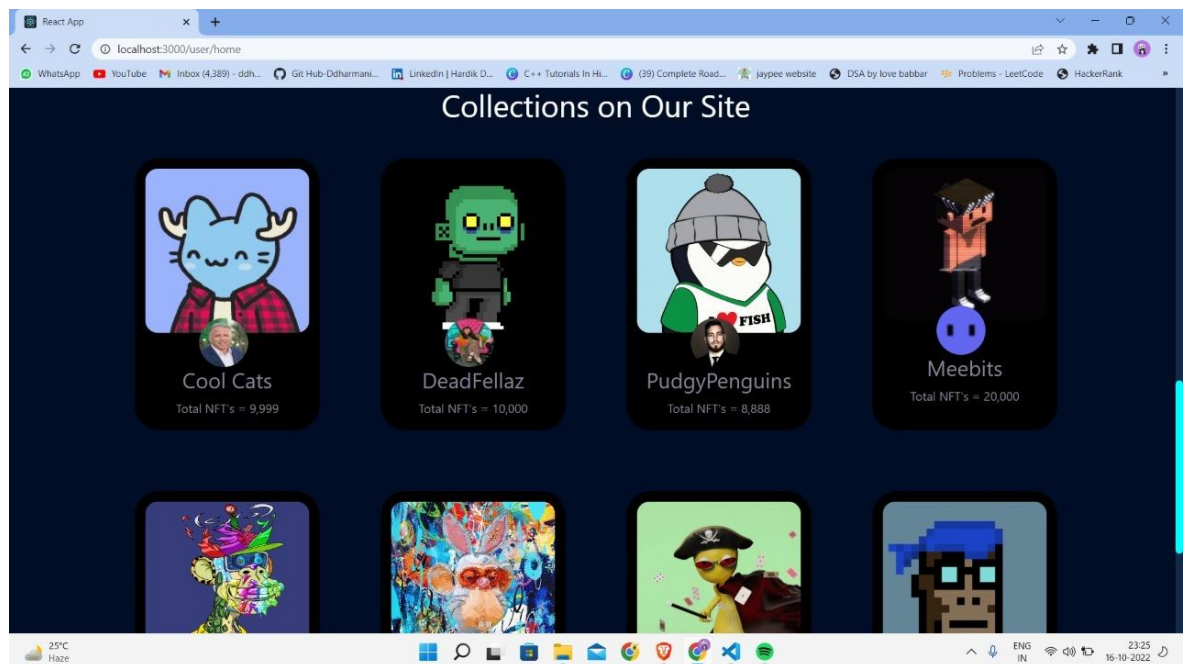 React App
localhost:3000/user/home
WhatsApp YouTube Inbox (4,389) - ddh... Git Hub-Ddharmani... LinkedIn | Hardik D... C++ Tutorials In Hi... (39) Complete Road... jaypee website DSA by love babbar Problems - LeetCode HackerRank »
Collections on Our Site
FISH
Cool Cats DeadFellaz PudgyPenguins Meebits
Total NFT's = 9,999 Total NFT's = 10,000 Total NFT's = 8,888 Total NFT's = 20,000
25°C
Haze
ENG
IN
23:25
16-10-2022